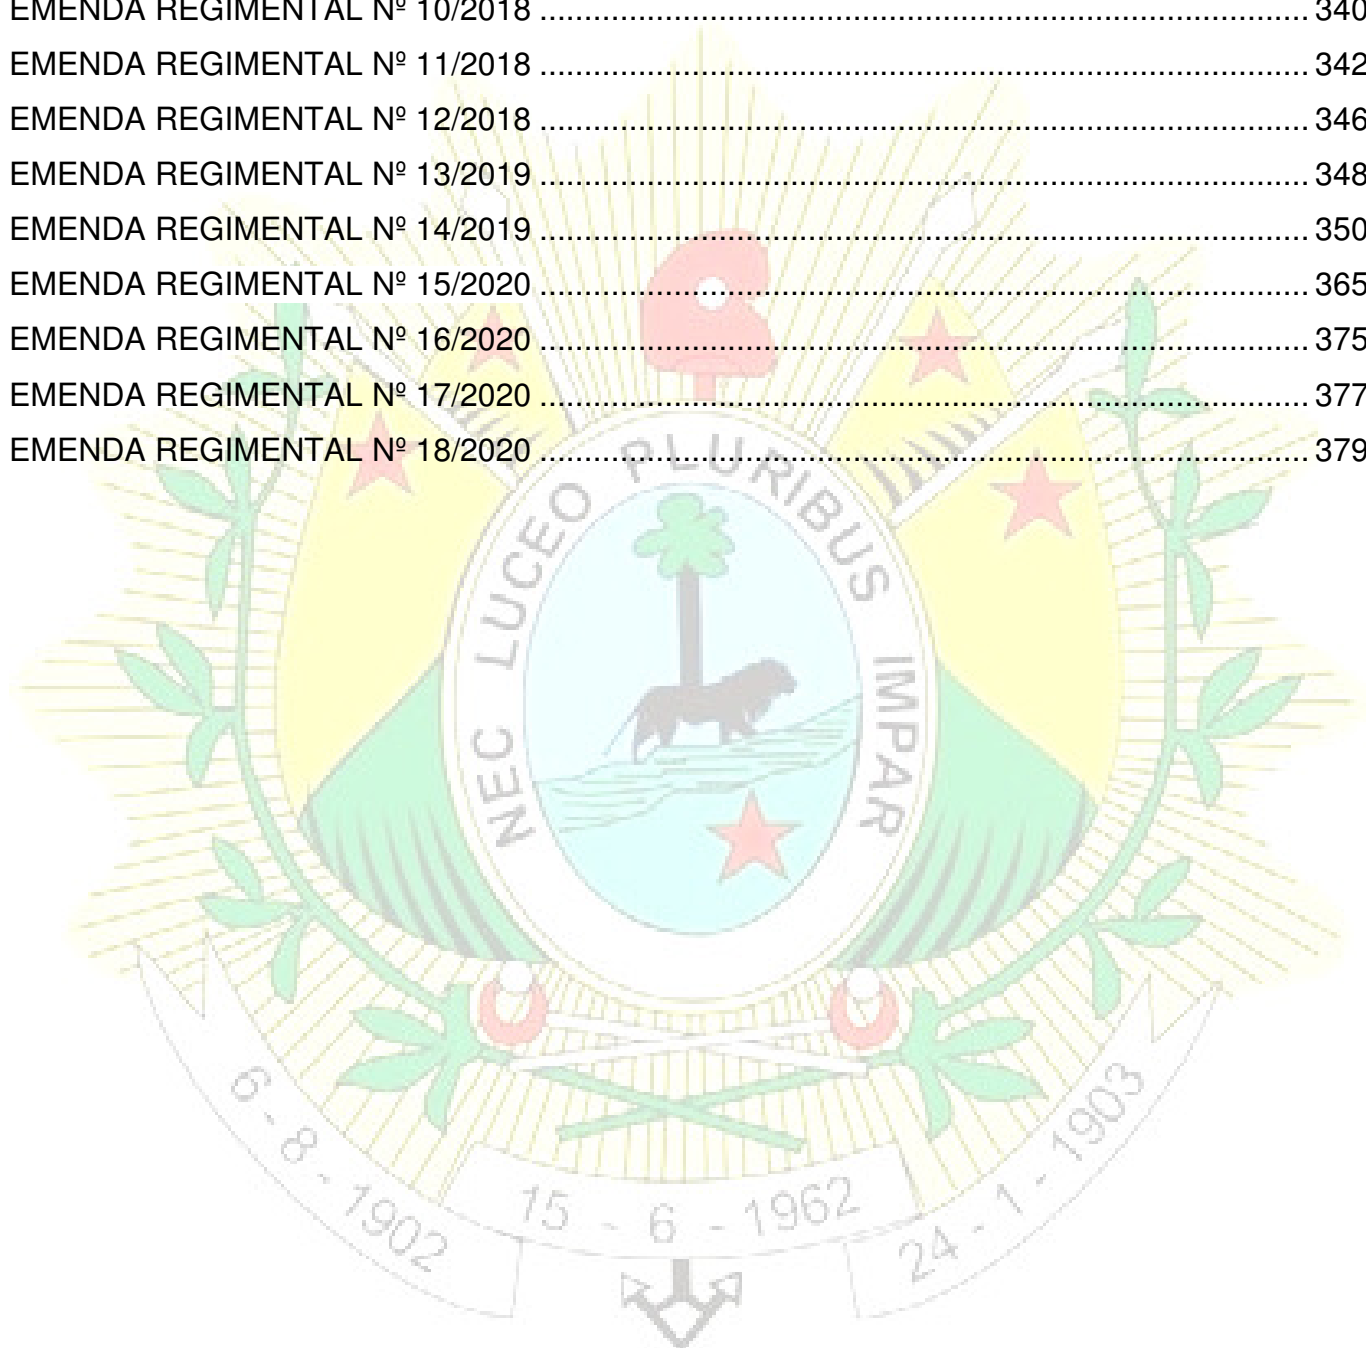 EMENDA REGIMENTAL Nº 10/2018 ........................................................................ 340
EMENDA REGIMENTAL Nº 11/2018 ........................................................................ 342
EMENDA REGIMENTAL Nº 12/2018 ........................................................................ 346
EMENDA REGIMENTAL Nº 13/2019 ........................................................................ 348
EMENDA REGIMENTAL Nº 14/2019 ........................................................................ 350
EMENDA REGIMENTAL Nº 15/2020 ........................................................................ 365
EMENDA REGIMENTAL Nº 16/2020 ........................................................................ 375
EMENDA REGIMENTAL Nº 17/2020 ........................................................................ 377
EMENDA REGIMENTAL Nº 18/2020 ........................................................................ 379
NEC LUCEO PLURIBUS IMPAR
6 - 8 - 1902
15 - 6 - 1962
24 - 1 - 1903